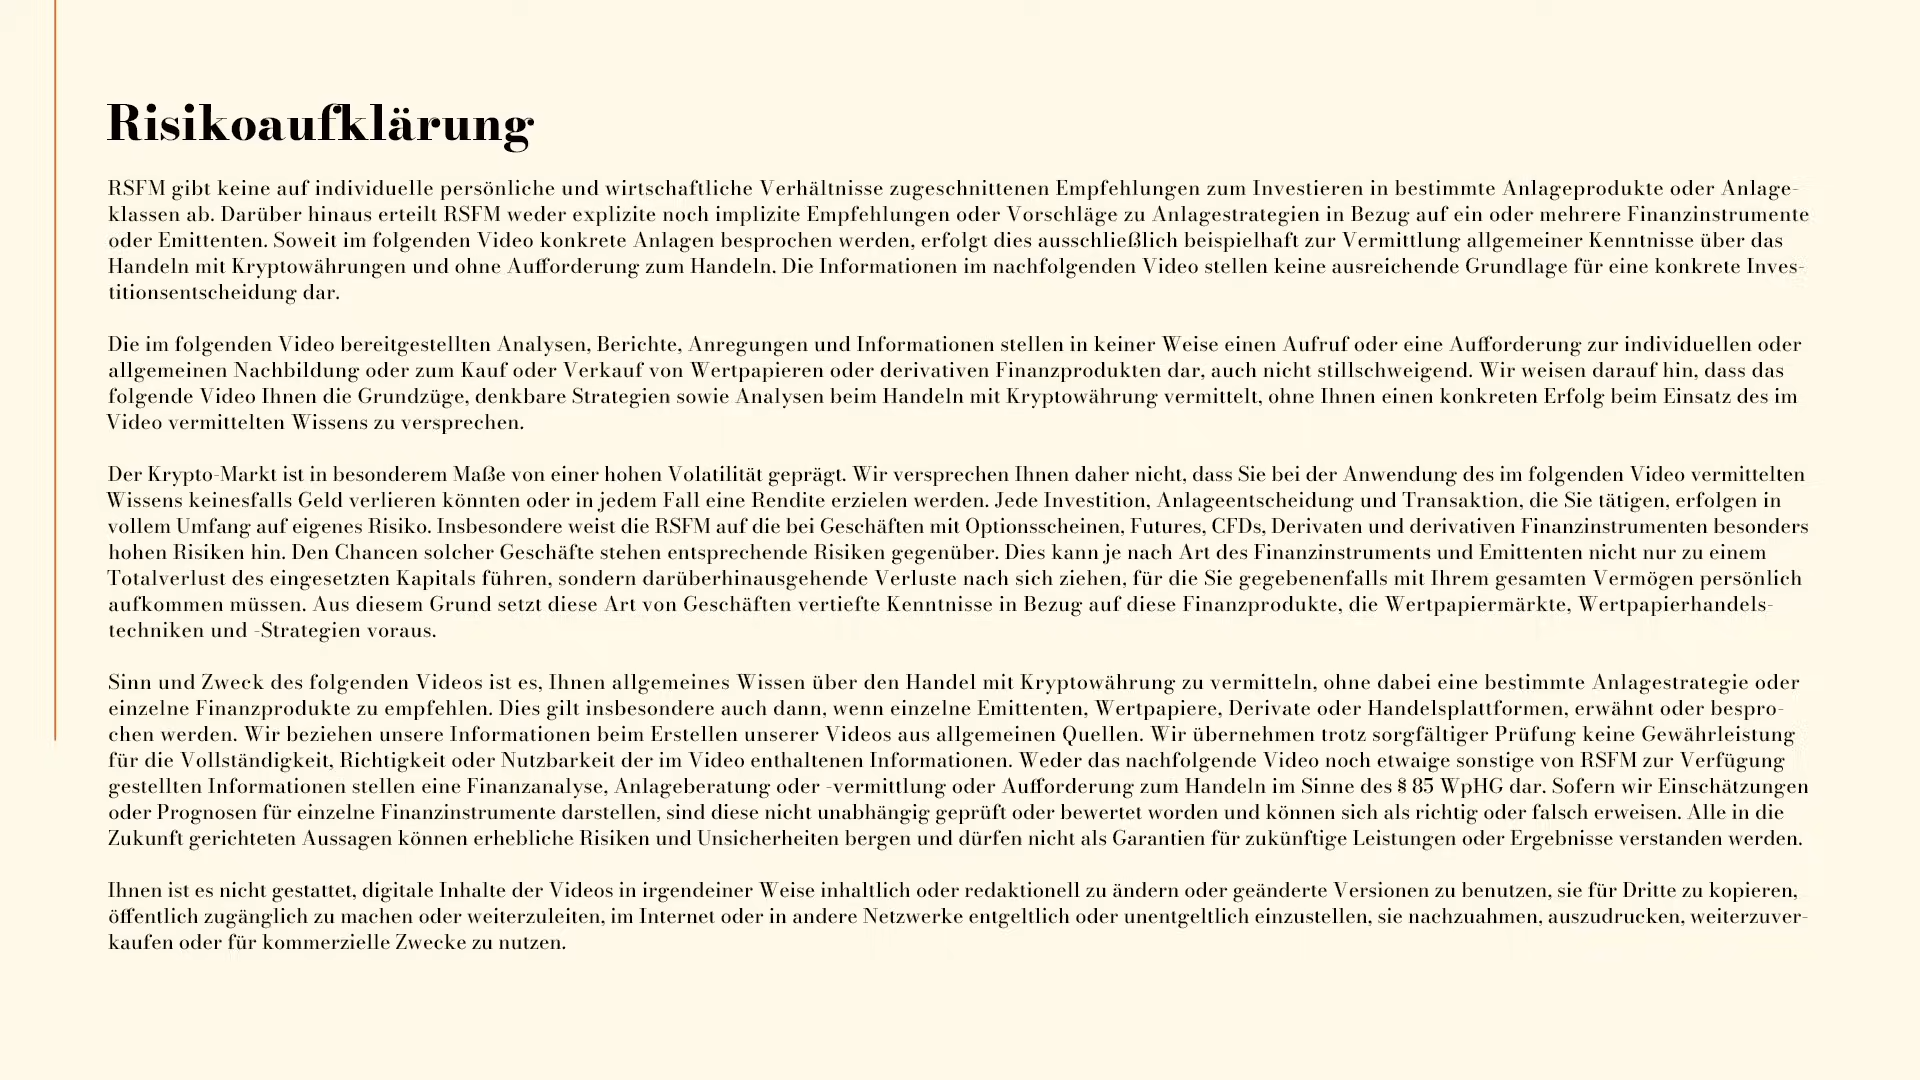 Risikoaufklärung
RSFM gibt keine auf individuelle persönliche und wirtschaftliche Verhältnisse zugeschnittenen Empfehlungen zum Investieren in bestimmte Anlageprodukte oder Anlage-
klassen ab. Darüber hinaus erteilt RSFM weder explizite noch implizite Empfehlungen oder Vorschläge zu Anlagestrategien in Bezug auf ein oder mehrere Finanzinstrumente
oder Emittenten. Soweit im folgenden Video konkrete Anlagen besprochen werden, erfolgt dies ausschließlich beispielhaft zur Vermittlung allgemeiner Kenntnisse über das
Handeln mit Kryptowährungen und ohne Aufforderung zum Handeln. Die Informationen im nachfolgenden Video stellen keine ausreichende Grundlage für eine konkrete Inves-
titionsentscheidung dar.
Die im folgenden Video bereitgestellten Analysen, Berichte, Anregungen und Informationen stellen in keiner Weise einen Aufruf oder eine Aufforderung zur individuellen oder
allgemeinen Nachbildung oder zum Kauf oder Verkauf von Wertpapieren oder derivativen Finanzprodukten dar, auch nicht stillschweigend. Wir weisen darauf hin, dass das
folgende Video Ihnen die Grundzüge, denkbare Strategien sowie Analysen beim Handeln mit Kryptowährung vermittelt, ohne Ihnen einen konkreten Erfolg beim Einsatz des im
Video vermittelten Wissens zu versprechen.
Der Krypto-Markt ist in besonderem Maße von einer hohen Volatilität geprägt. Wir versprechen Ihnen daher nicht, dass Sie bei der Anwendung des im folgenden Video vermittelten
Wissens keinesfalls Geld verlieren könnten oder in jedem Fall eine Rendite erzielen werden. Jede Investition, Anlageentscheidung und Transaktion, die Sie tätigen, erfolgen in
vollem Umfang auf eigenes Risiko. Insbesondere weist die RSFM auf die bei Geschäften mit Optionsscheinen, Futures, CFDs, Derivaten und derivativen Finanzinstrumenten besonders
hohen Risiken hin. Den Chancen solcher Geschäfte stehen entsprechende Risiken gegenüber. Dies kann je nach Art des Finanzinstruments und Emittenten nicht nur zu einem
Totalverlust des eingesetzten Kapitals führen, sondern darüberhinausgehende Verluste nach sich ziehen, für die Sie gegebenenfalls mit Ihrem gesamten Vermögen persönlich
aufkommen müssen. Aus diesem Grund setzt diese Art von Geschäften vertiefte Kenntnisse in Bezug auf diese Finanzprodukte, die Wertpapiermärkte, Wertpapierhandels-
techniken und -Strategien voraus.
Sinn und Zweck des folgenden Videos ist es, Ihnen allgemeines Wissen über den Handel mit Kryptowährung zu vermitteln, ohne dabei eine bestimmte Anlagestrategie oder
einzelne Finanzprodukte zu empfehlen. Dies gilt insbesondere auch dann, wenn einzelne Emittenten, Wertpapiere, Derivate oder Handelsplattformen, erwähnt oder bespro-
chen werden. Wir beziehen unsere Informationen beim Erstellen unserer Videos aus allgemeinen Quellen. Wir übernehmen trotz sorgfältiger Prüfung keine Gewährleistung
für die Vollständigkeit, Richtigkeit oder Nutzbarkeit der im Video enthaltenen Informationen. Weder das nachfolgende Video noch etwaige sonstige von RSFM zur Verfügung
gestellten Informationen stellen eine Finanzanalyse, Anlageberatung oder -vermittlung oder Aufforderung zum Handeln im Sinne des § 85 WpHG dar. Sofern wir Einschätzungen
oder Prognosen für einzelne Finanzinstrumente darstellen, sind diese nicht unabhängig geprüft oder bewertet worden und können sich als richtig oder falsch erweisen. Alle in die
Zukunft gerichteten Aussagen können erhebliche Risiken und Unsicherheiten bergen und dürfen nicht als Garantien für zukünftige Leistungen oder Ergebnisse verstanden werden.
Ihnen ist es nicht gestattet, digitale Inhalte der Videos in irgendeiner Weise inhaltlich oder redaktionell zu ändern oder geänderte Versionen zu benutzen, sie für Dritte zu kopieren,
öffentlich zugänglich zu machen oder weiterzuleiten, im Internet oder in andere Netzwerke entgeltlich oder unentgeltlich einzustellen, sie nachzuahmen, auszudrucken, weiterzuver-
kaufen oder für kommerzielle Zwecke zu nutzen.